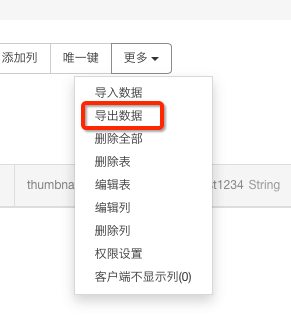 添加列 唯一键 更多
导入数据
导出数据
删除全部
删除表
thumbna st1234 String
编辑表
编辑列
删除列
权限设置
客户端不显示列(0)